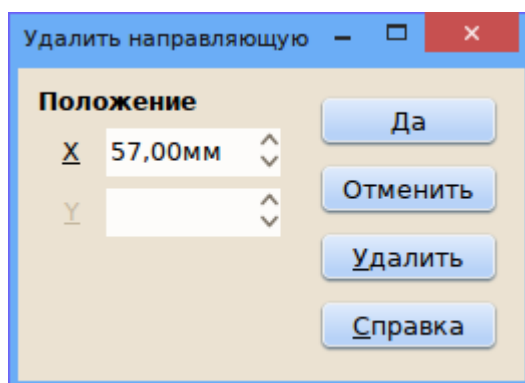 Удалить направляющую
Положение
X 57,00мм
Y
Да
Отменить
Удалить
Справка